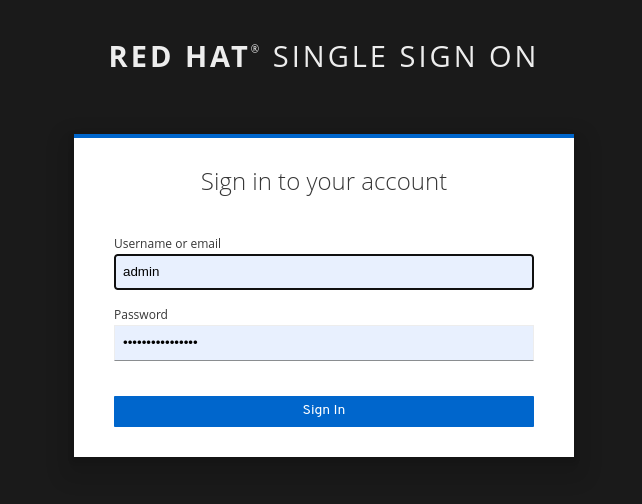 RED HAT® SINGLE SIGN ON
Sign in to your account
Username or email
admin
Password
••••••••••••••••
Sign In